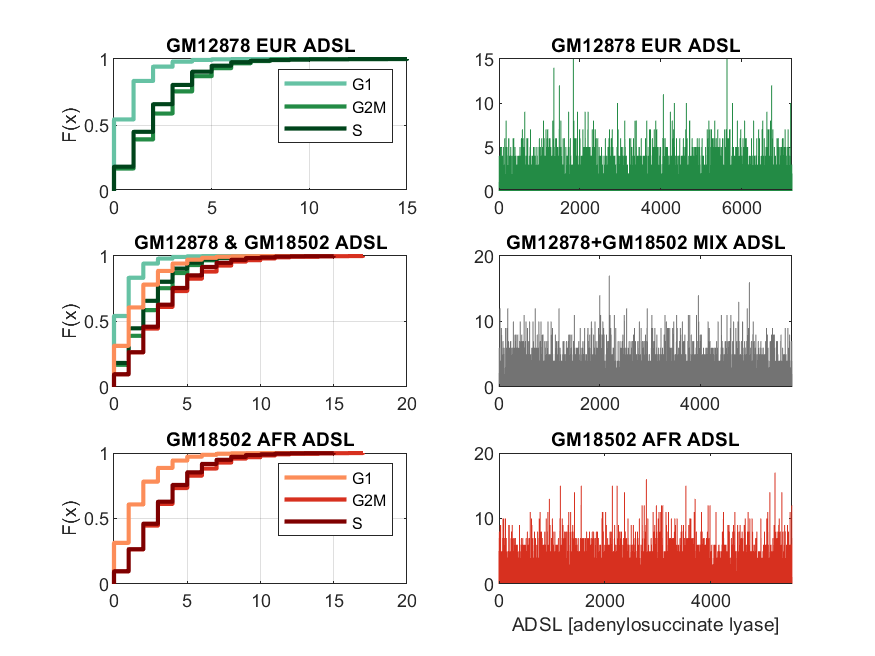 GM12878 EUR ADSL
F(x)
1
0.5
0
0
5
10
15
G1
G2M
S
GM12878 EUR ADSL
15
10
5
0
0
2000
4000
6000
GM12878 & GM18502 ADSL
F(x)
1
0.5
0
0
5
10
15
20
GM12878+GM18502 MIX ADSL
20
10
0
0
2000
4000
GM18502 AFR ADSL
F(x)
1
0.5
0
0
5
10
15
20
G1
G2M
S
GM18502 AFR ADSL
20
10
0
0
2000
4000
ADSL [adenylosuccinate lyase]